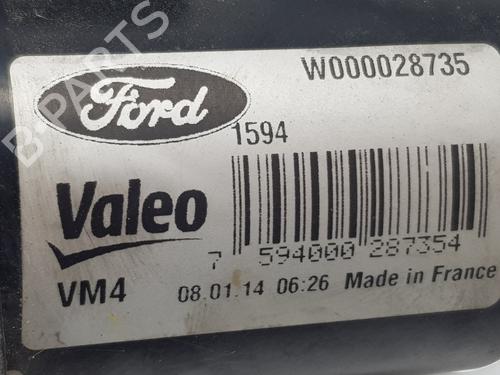 Ford
W000028735
1594
Valeo
7 594000 287354
VM4
08.01.14 06:26 Made in France
B-PARTS